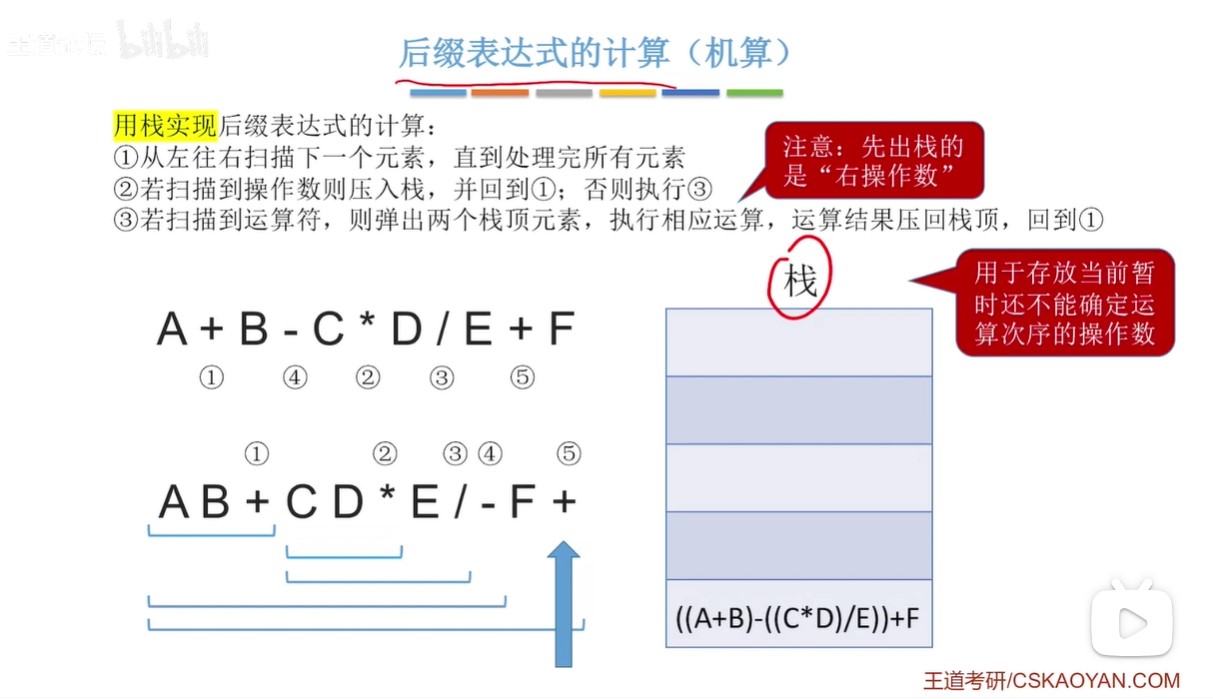 王道论坛 bilibili
后缀表达式的计算（机算）
用栈实现后缀表达式的计算：
①从左往右扫描下一个元素，直到处理完所有元素
②若扫描到操作数则压入栈，并回到①；否则执行③
③若扫描到运算符，则弹出两个栈顶元素，执行相应运算，运算结果压回栈顶，回到①
注意：先出栈的
是“右操作数”
栈
用于存放当前暂
时还不能确定运
算次序的操作数
A + B - C * D / E + F
① ④ ② ③ ⑤
① ② ③ ④ ⑤
A B + C D * E / - F +
((A+B)-((C*D)/E))+F
王道考研/CSKAOYAN.COM